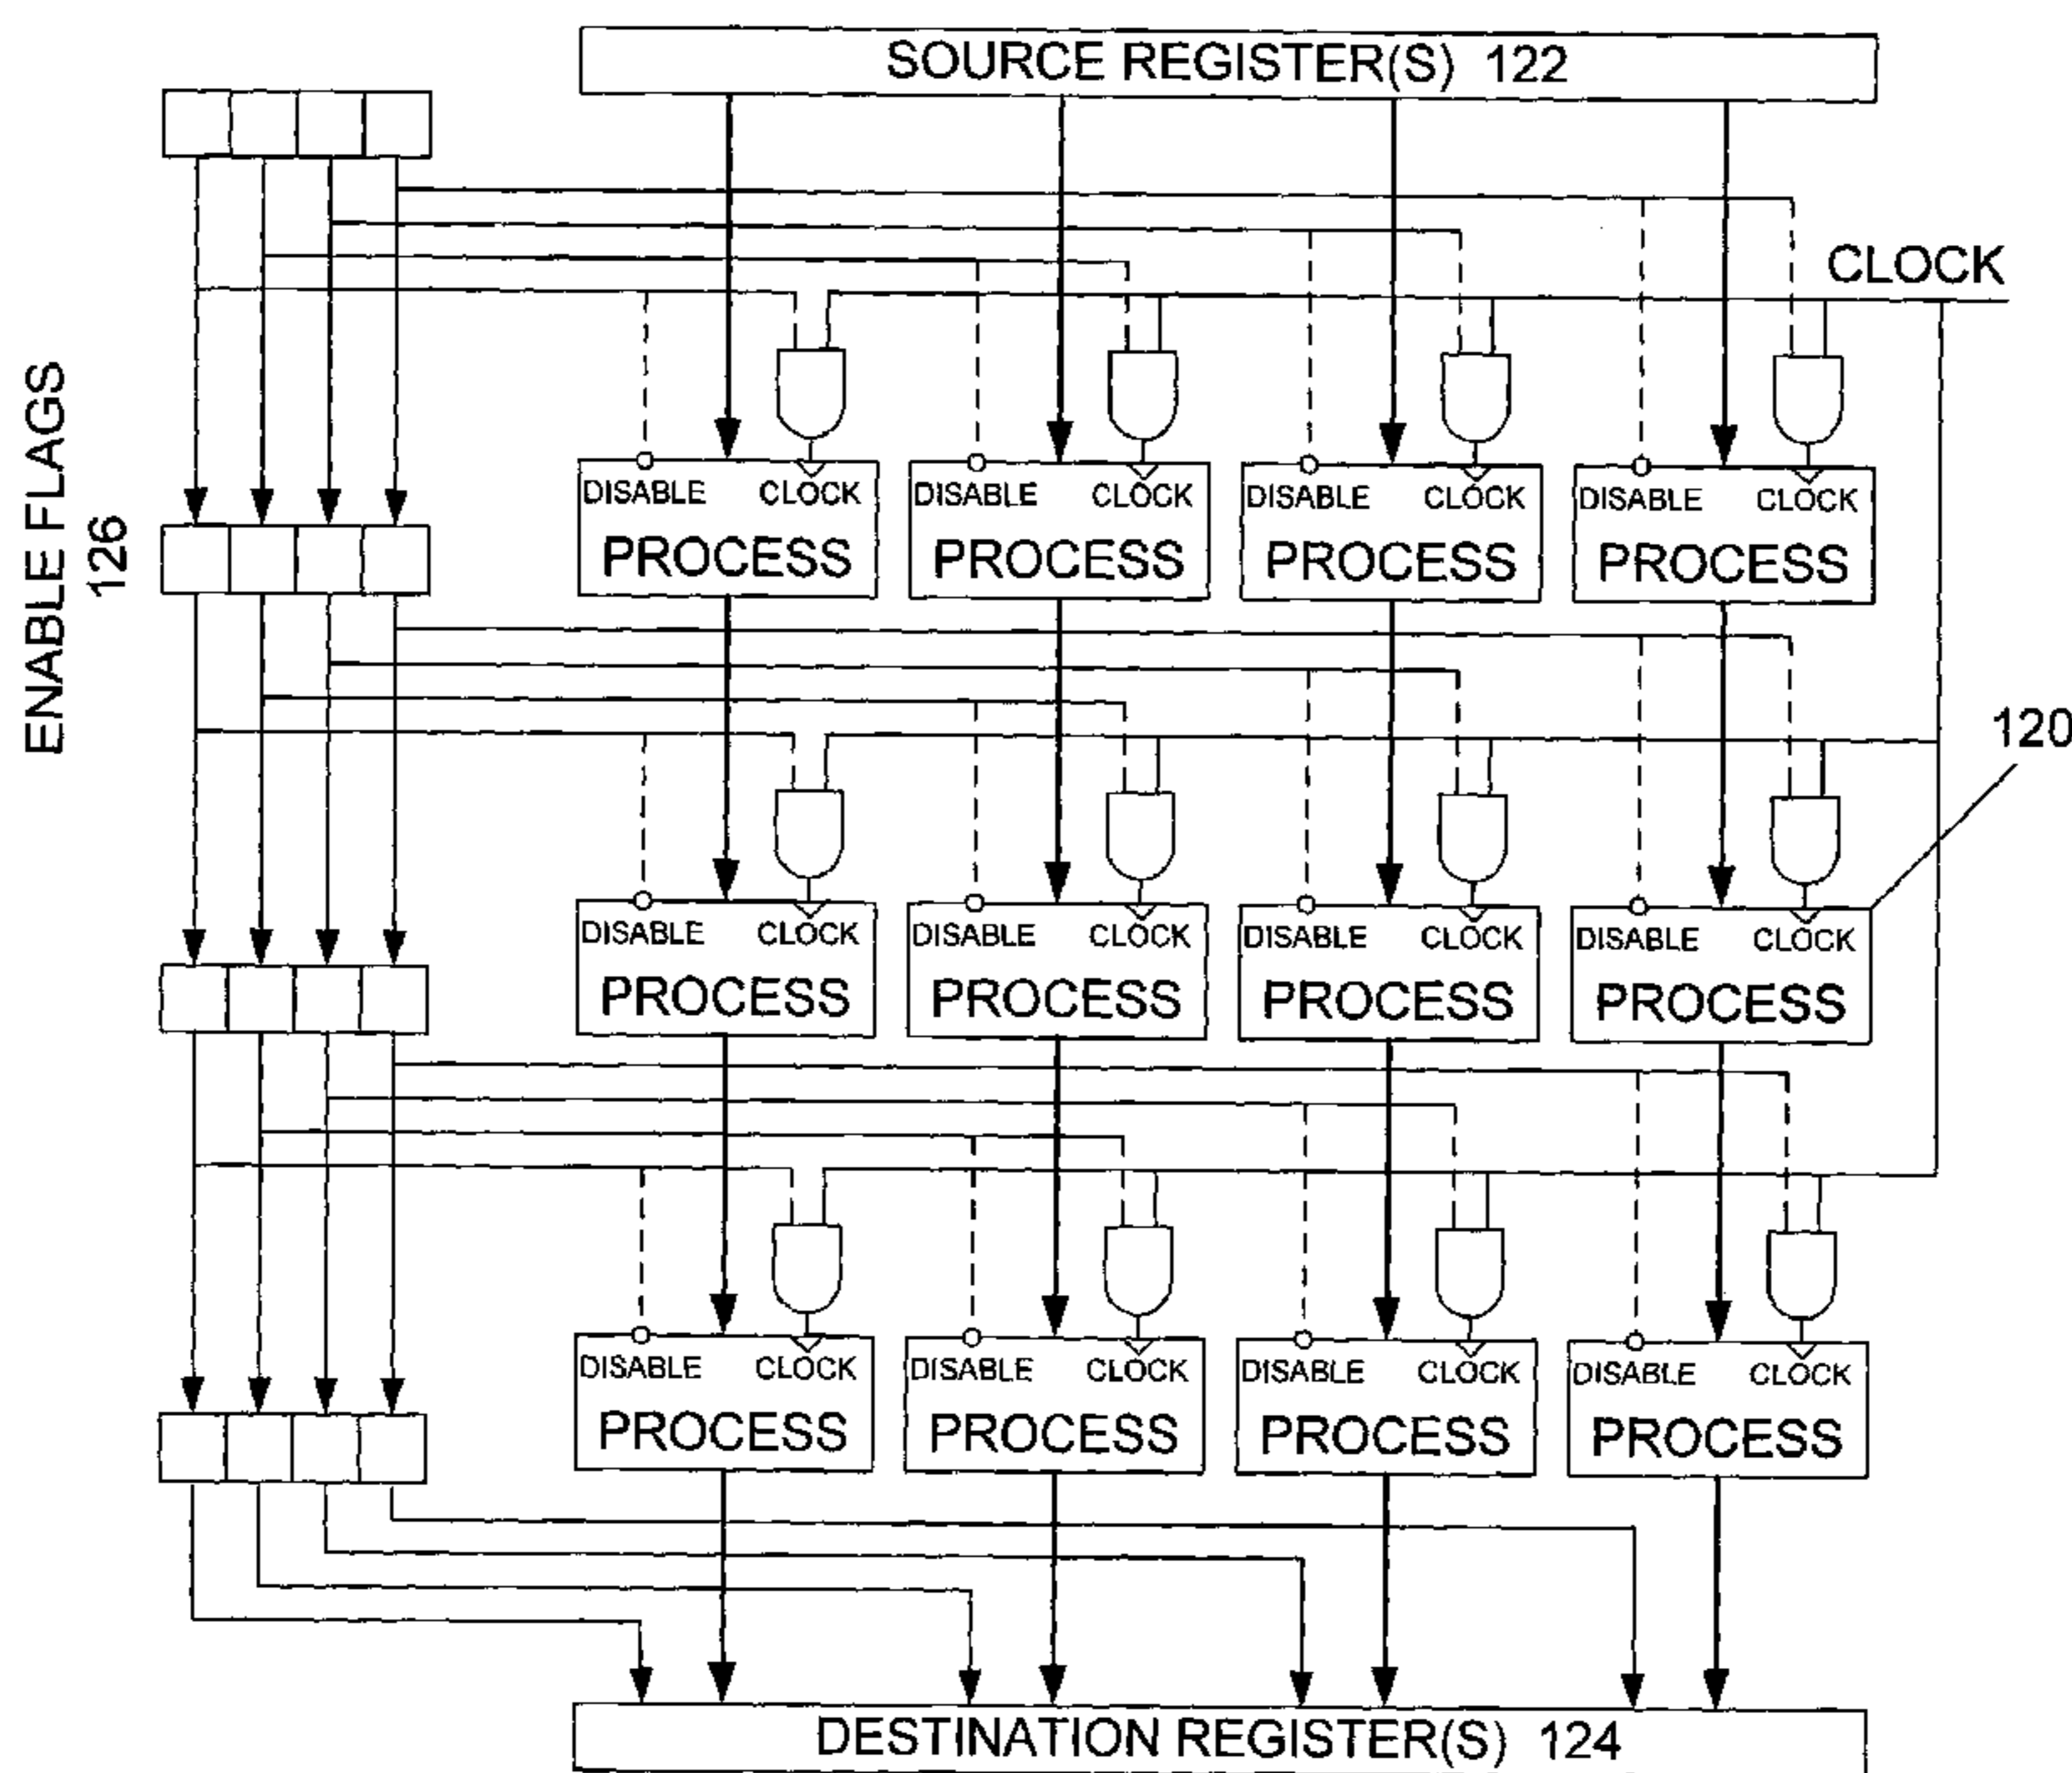 SOURCE REGISTER(S) 122
CLOCK
ENABLE FLAGS
126
DISABLE CLOCK DISABLE CLOCK DISABLE CLOCK DISABLE CLOCK
PROCESS PROCESS PROCESS PROCESS
120
DISABLE CLOCK DISABLE CLOCK DISABLE CLOCK DISABLE CLOCK
PROCESS PROCESS PROCESS PROCESS
DISABLE CLOCK DISABLE CLOCK DISABLE CLOCK DISABLE CLOCK
PROCESS PROCESS PROCESS PROCESS
DESTINATION REGISTER(S) 124